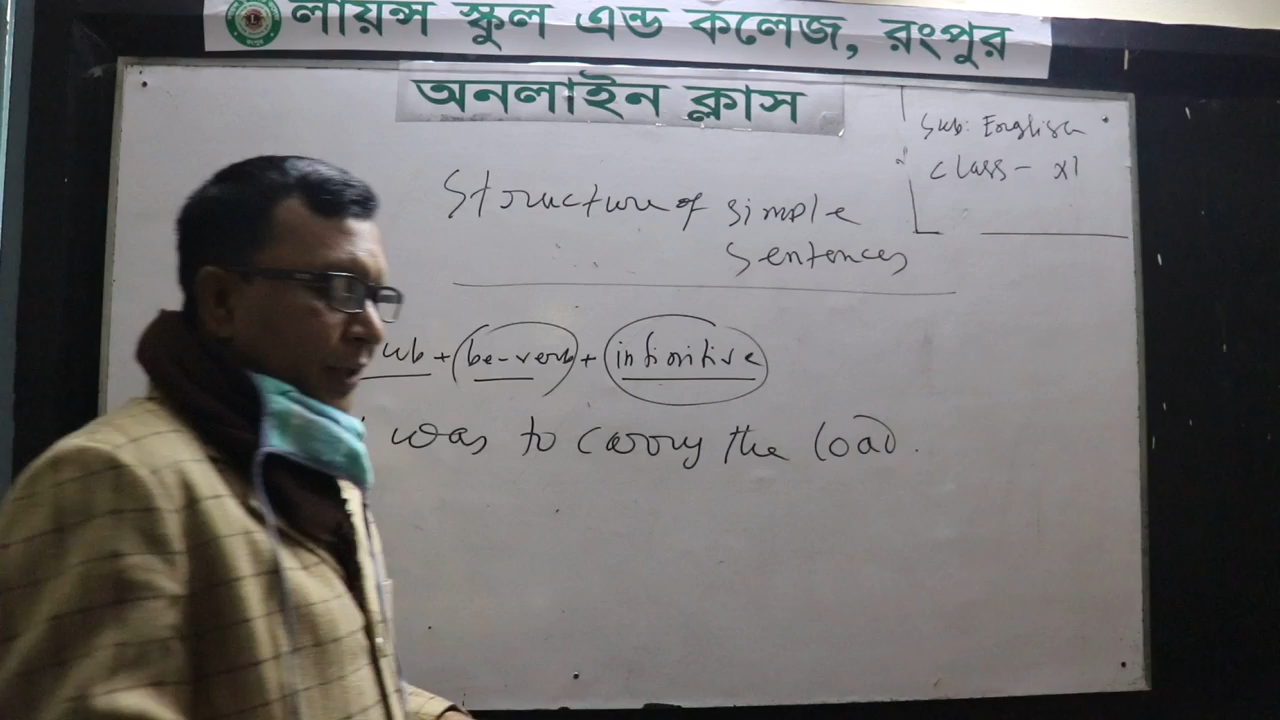 লায়ন্স স্কুল এন্ড কলেজ, রংপুর
অনলাইন ক্লাস
Sub: English
class - XI
Structure of simple
sentences
ub + (be-verb) + infinitive
was to carry the load.